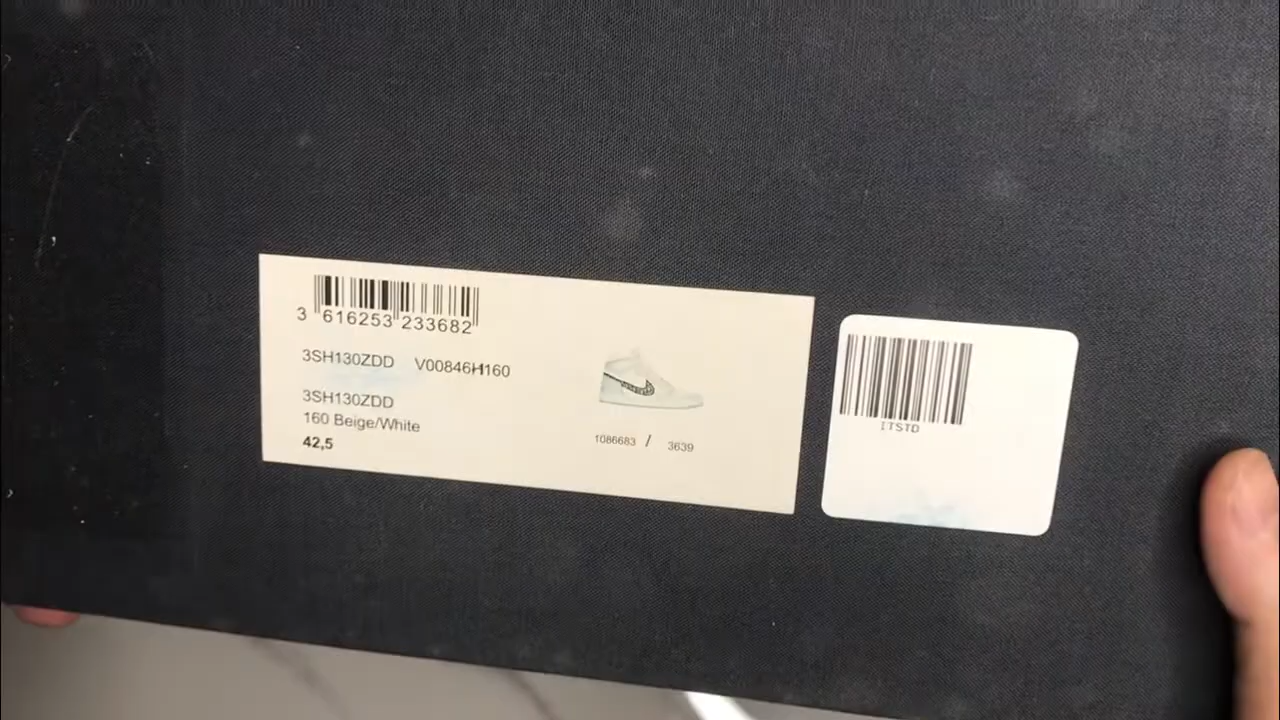 3 616253 233682
3SH130ZDD V00846H160
3SH130ZDD
160 Beige/White
42,5
1086683 / 3639
ITSTD